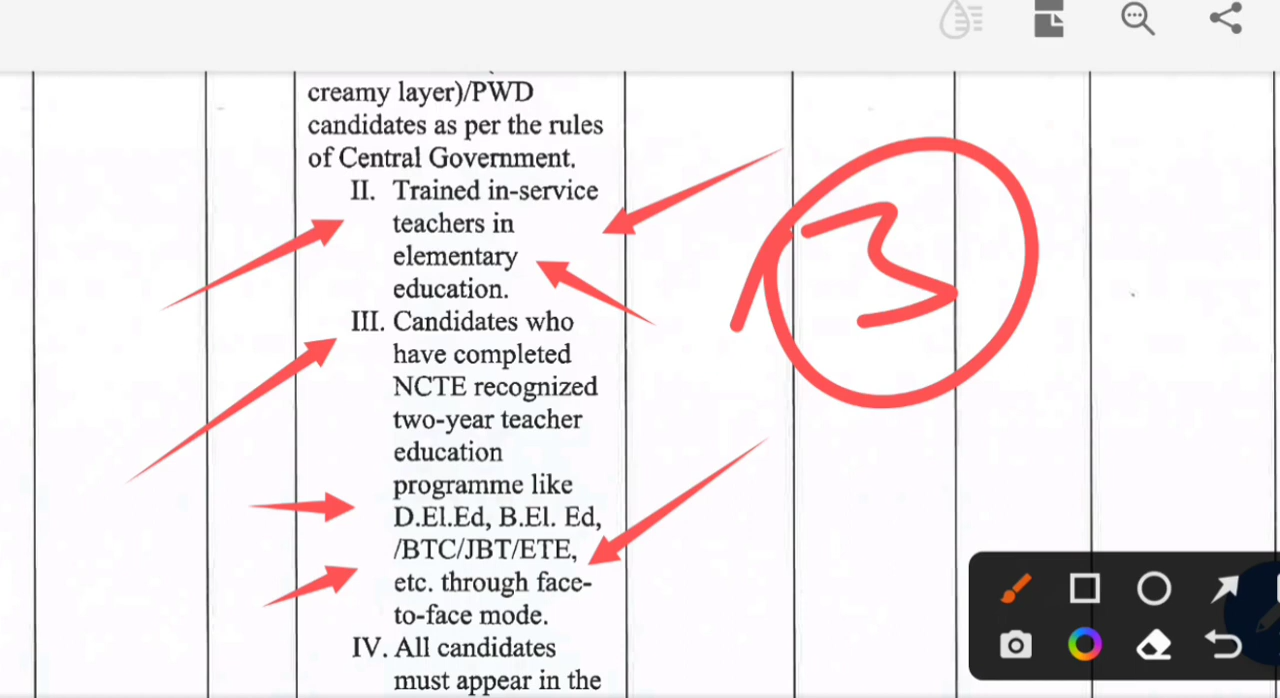 creamy layer)/PWD
candidates as per the rules
of Central Government.
II. Trained in-service
teachers in
elementary
education.
III. Candidates who
have completed
NCTE recognized
two-year teacher
education
programme like
D.El.Ed, B.El. Ed,
/BTC/JBT/ETE,
etc. through face-
to-face mode.
IV. All candidates
must appear in the
3